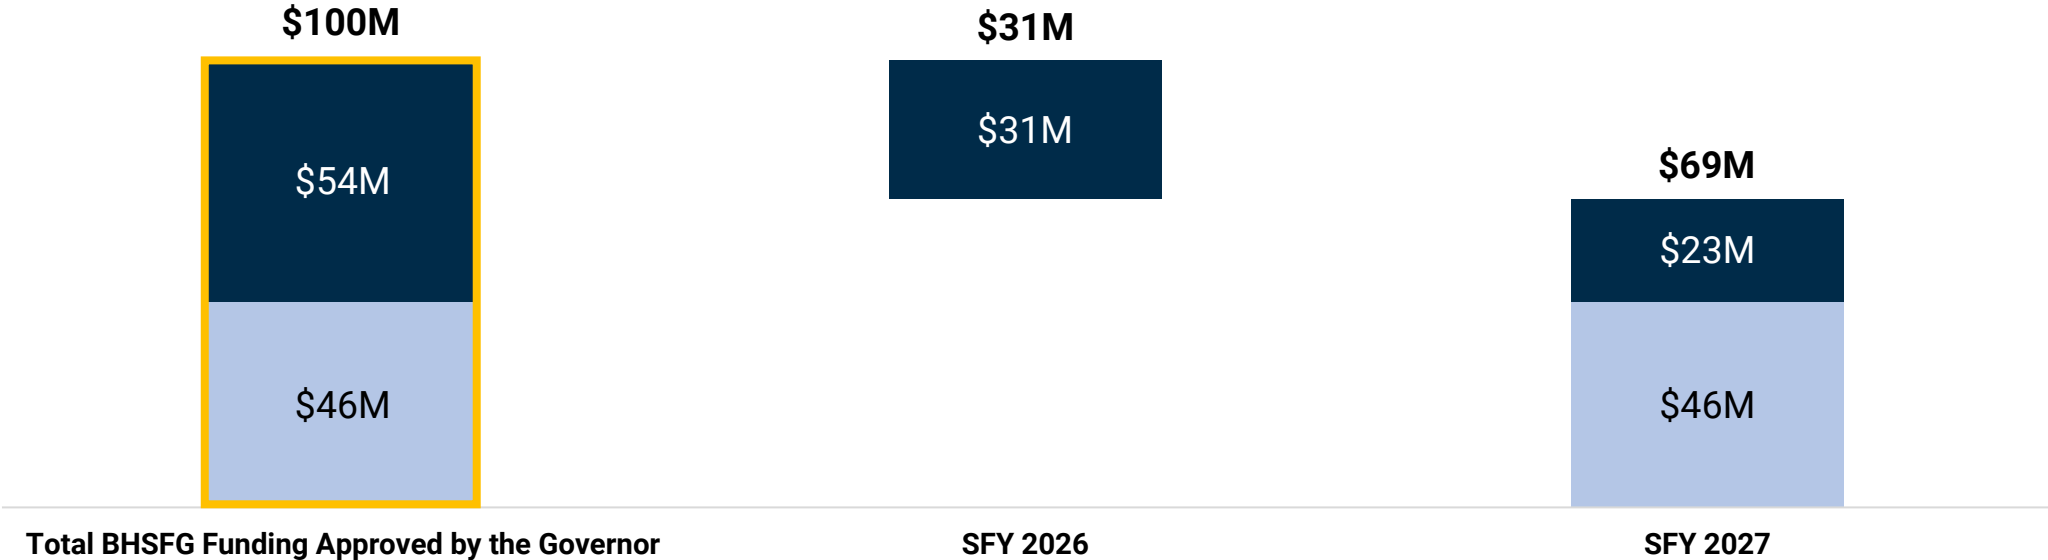 $100M
$54M
$46M
Total BHSFG Funding Approved by the Governor
$31M
$31M
SFY 2026
$69M
$23M
$46M
SFY 2027